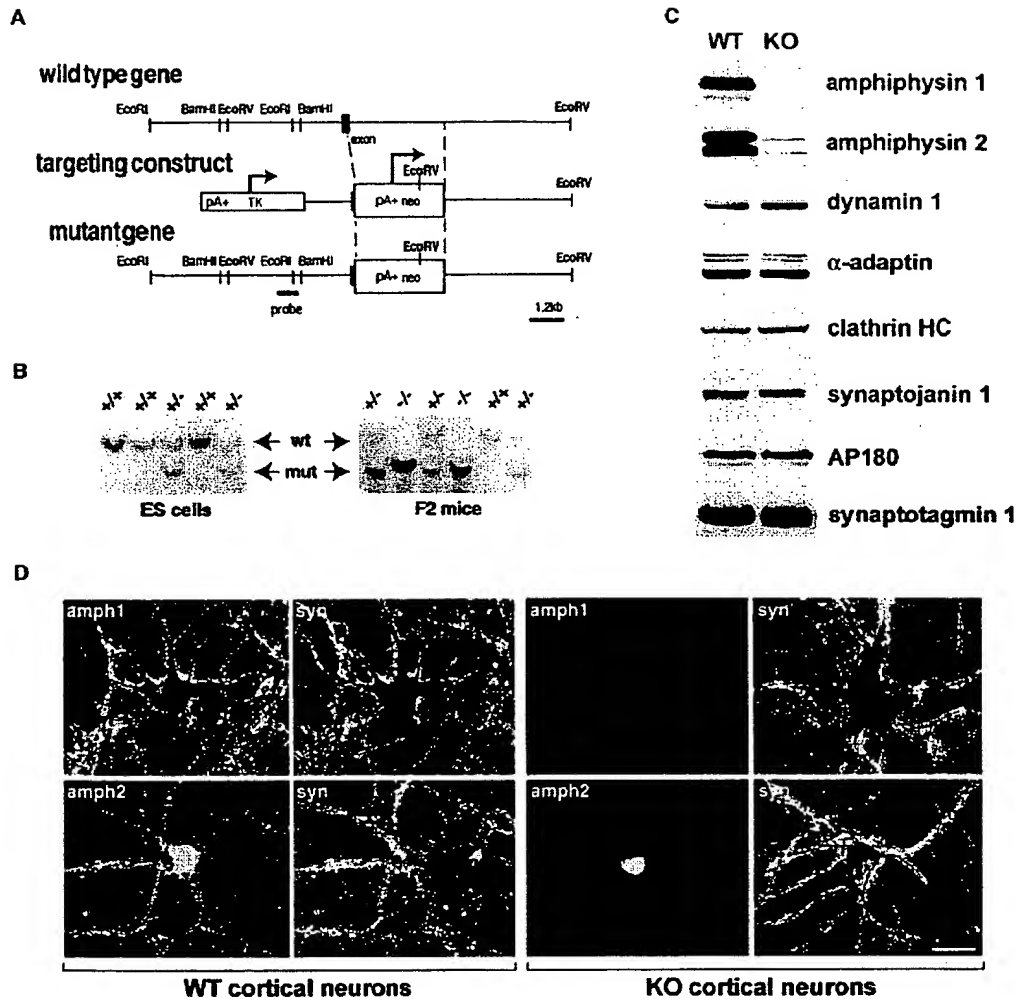 A
wild type gene
EcoRI BamHI EcoRV EcoRI BamHI EcoRV
exon
targeting construct
EcoRV
EcoRV
pA+ TK pA+ neo
mutant gene
EcoRV
EcoRI BamHI EcoRV EcoRI BamHI EcoRV
pA+ neo
probe
1.2kb
B
+/+ +/+ +/- +/+ +/-
+/- -/- +/- -/- +/+ +/-
wt
mut
ES cells
F2 mice
C
WT KO
amphiphysin 1
amphiphysin 2
dynamin 1
α-adaptin
clathrin HC
synaptojanin 1
AP180
synaptotagmin 1
D
amph1 syn amph1 syn
amph2 syn amph2 syn
WT cortical neurons KO cortical neurons